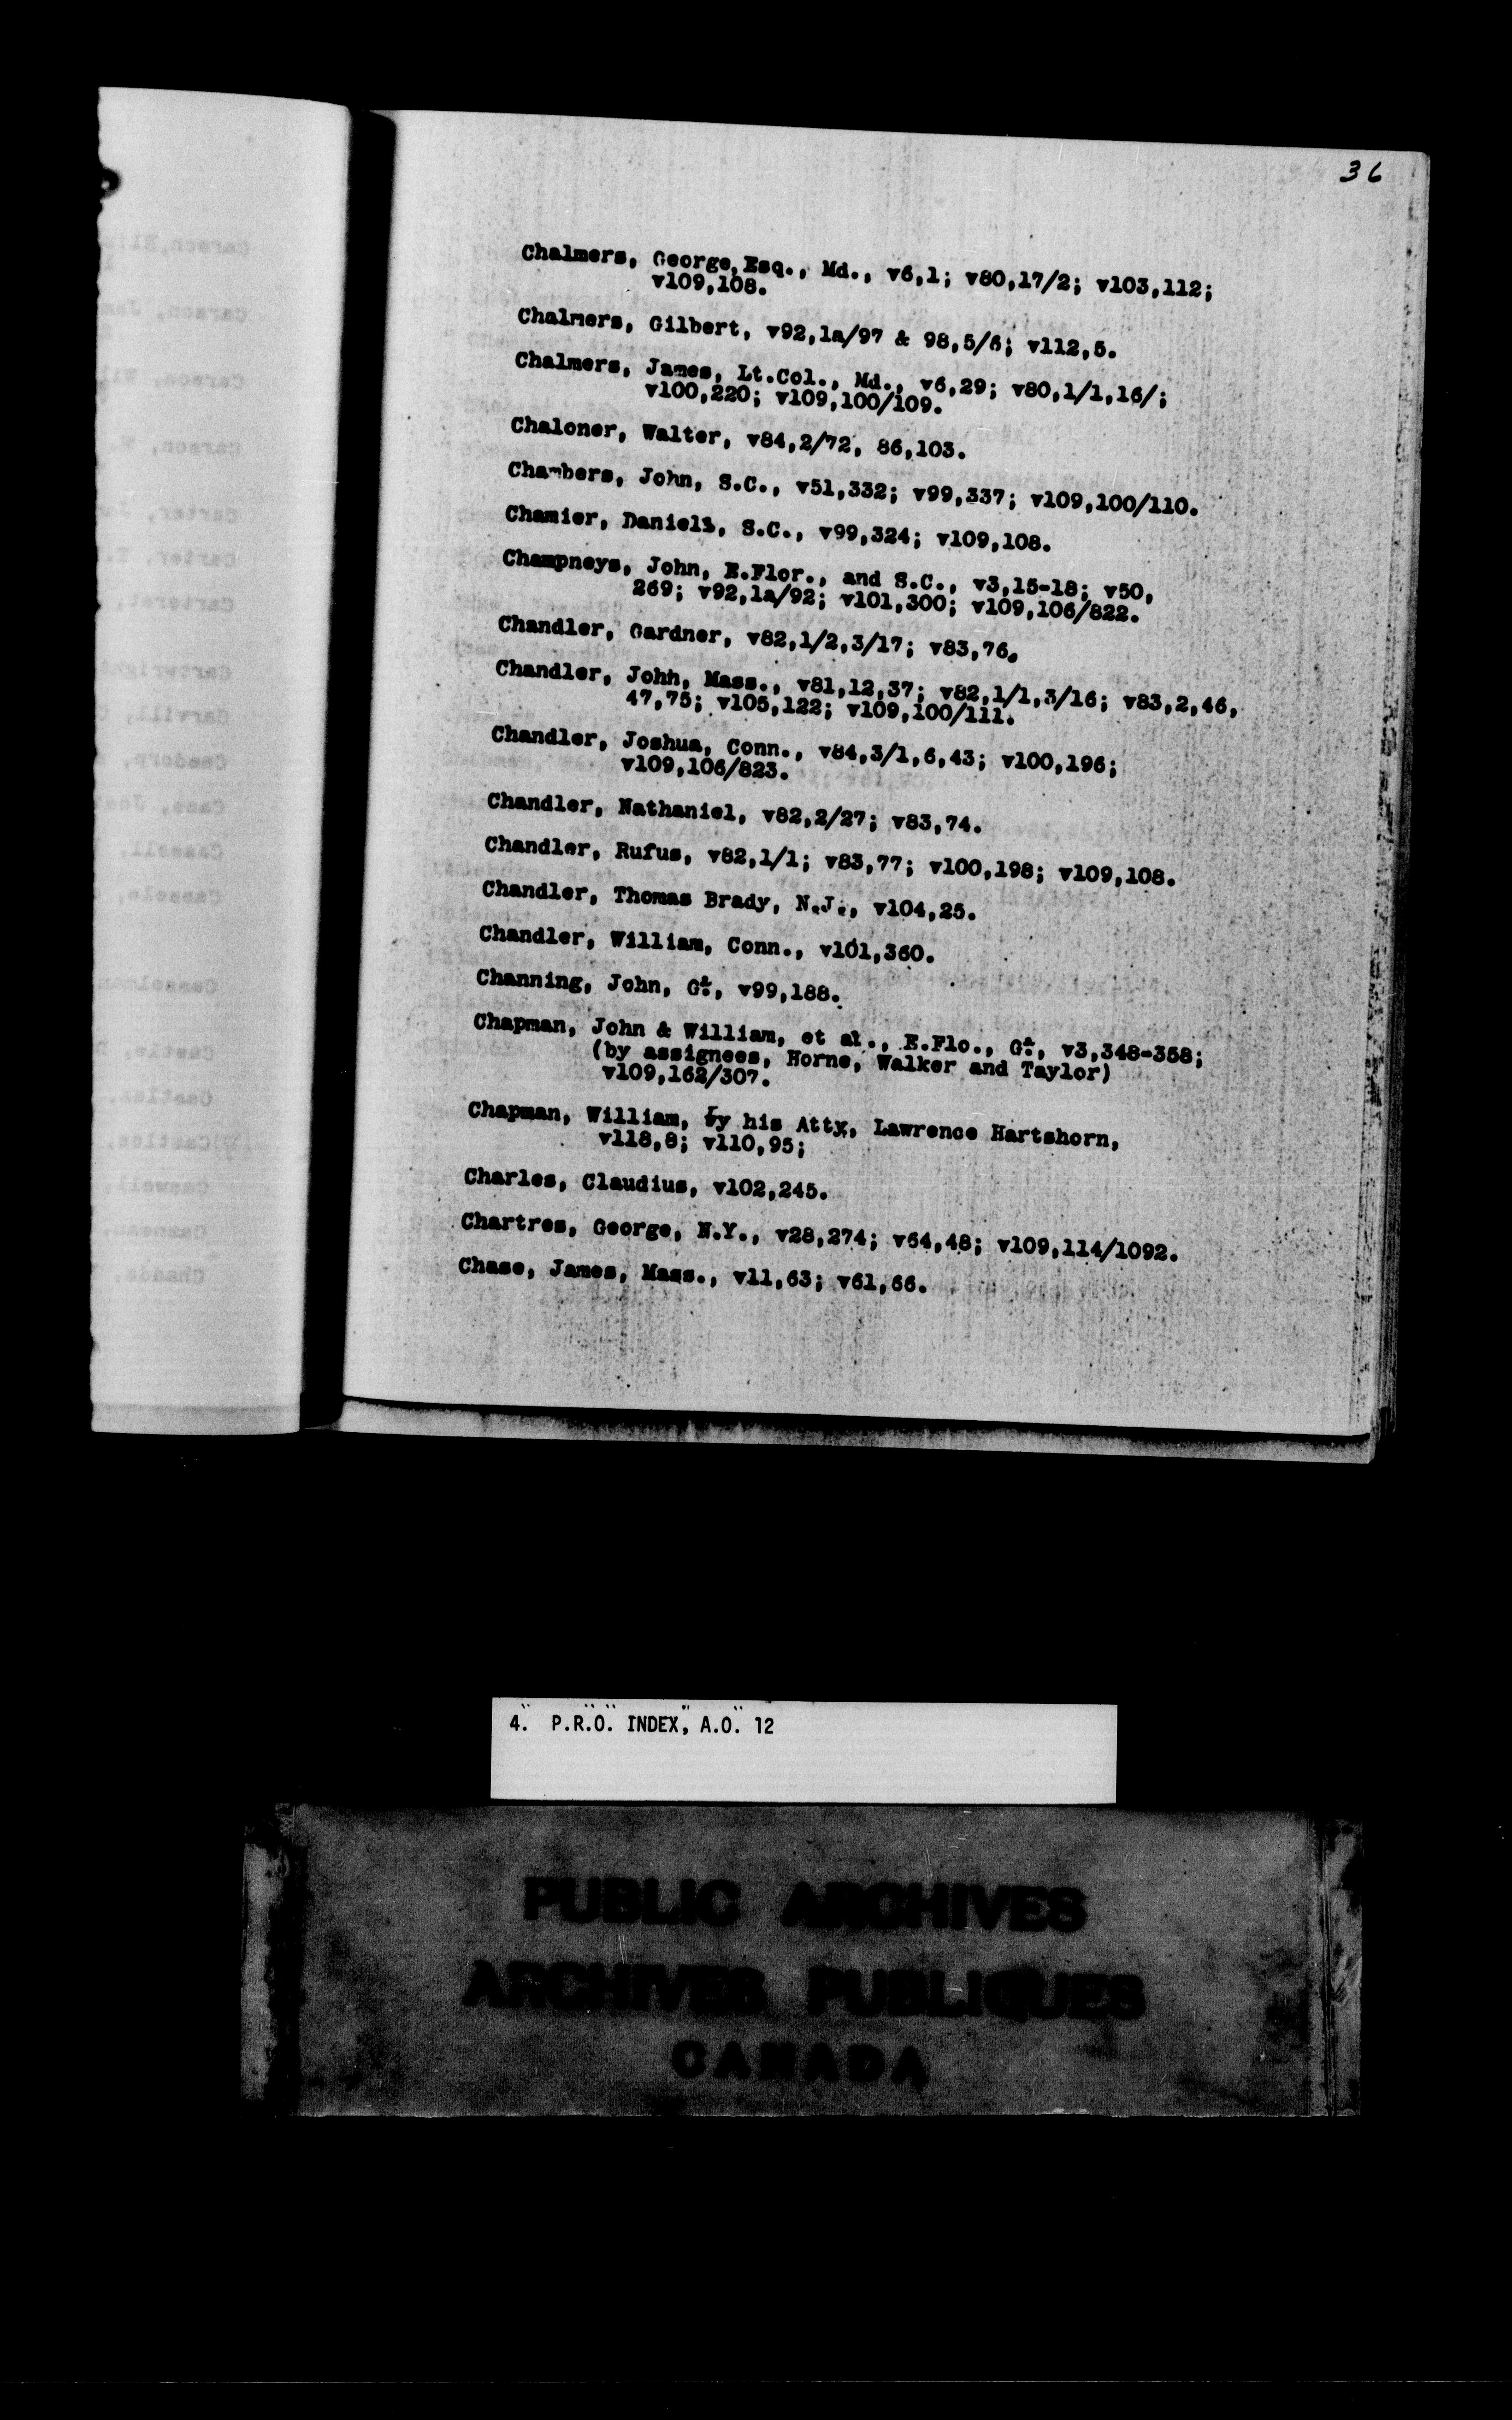 36
Chalmers, George, Esq., Md., v6,1; v80,17/2; v103,112;
v109,108.
Chalmers, Gilbert, v92,1a/97 & 98,5/6; v112,5.
Chalmers, James, Lt.Col., Md., v6,29; v80,1/1,16/;
v100,220; v109,100/109.
Chaloner, Walter, v84,2/72, 86,103.
Chambers, John, S.C., v51,332; v99,337; v109,100/110.
Chamier, Daniel, S.C., v99,324; v109,108.
Champneys, John, E.Flor., and S.C., v3,15-18; v50,
269; v92,1a/92; v101,300; v109,106/822.
Chandler, Gardner, v82,1/2,3/17; v83,76.
Chandler, John, Mass., v81,12,37; v82,1/1,3/16; v83,2,46,
47,75; v105,122; v109,100/111.
Chandler, Joshua, Conn., v84,3/1,6,43; v100,196;
v109,106/823.
Chandler, Nathaniel, v82,2/27; v83,74.
Chandler, Rufus, v82,1/1; v83,77; v100,198; v109,108.
Chandler, Thomas Brady, N.J., v104,25.
Chandler, William, Conn., v101,360.
Channing, John, Gt., v99,188.
Chapman, John & William, et al., E.Flo., Gt., v3,348-358;
(by assignees, Horne, Walker and Taylor)
v109,162/307.
Chapman, William, by his Atty, Lawrence Hartshorn,
v118,8; v110,95;
Charles, Claudius, v102,245.
Chartres, George, N.Y., v28,274; v64,48; v109,114/1092.
Chase, James, Mass., v11,63; v61,66.
4. P.R.O. INDEX, A.O. 12
PUBLIC ARCHIVES
ARCHIVES PUBLIQUES
CANADA